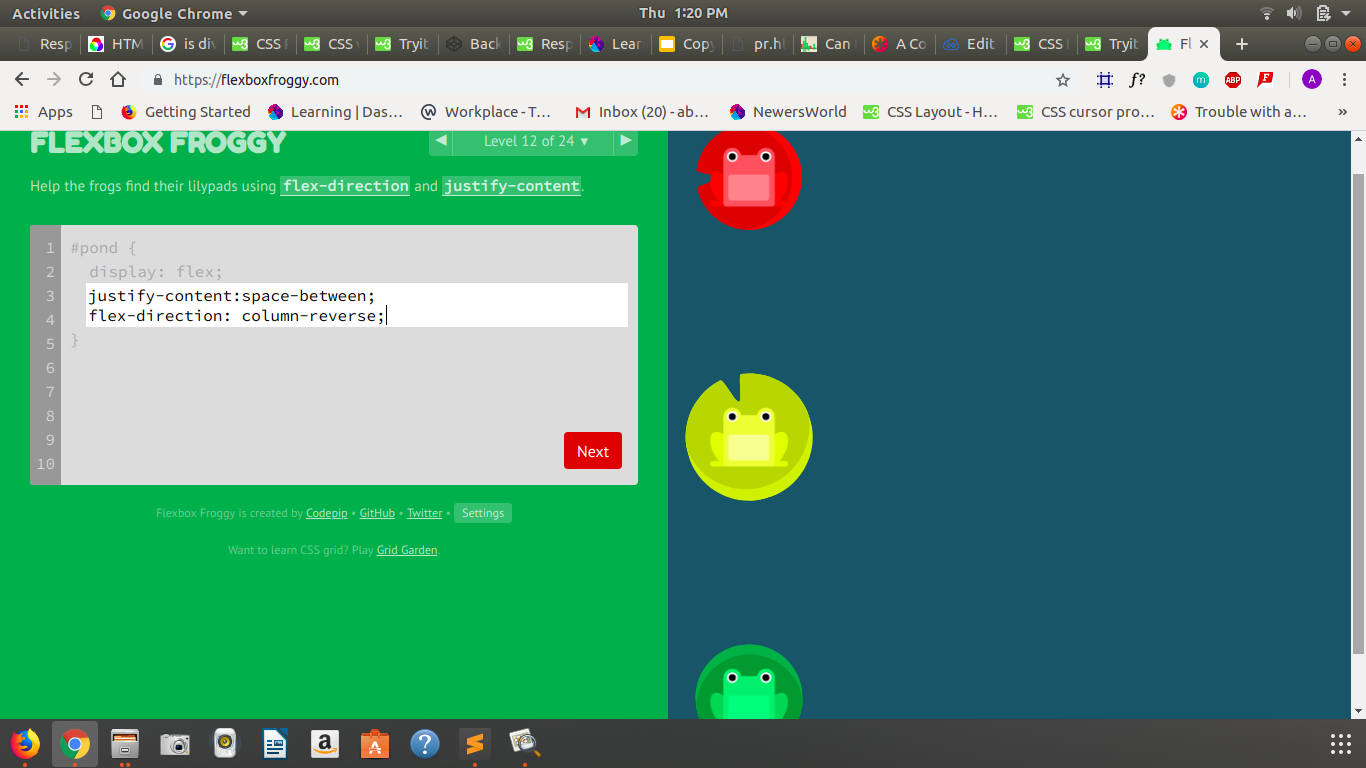 Activities Google Chrome Thu 1:20 PM
Resp HTM is div CSS CSS Tryit Back Resp Lear Copy pr.h Can A Co Edit CSS Tryit Fl
https://flexboxfroggy.com f? m ABP F A
Apps Getting Started Learning | Das... Workplace - T... Inbox (20) - ab... NewersWorld CSS Layout - H... CSS cursor pro... Trouble with a... »
FLEXBOX FROGGY
◀ Level 12 of 24 ▾ ▶
Help the frogs find their lilypads using flex-direction and justify-content.
1 #pond {
2 display: flex;
3 justify-content:space-between;
4 flex-direction: column-reverse;
5 }
6
7
8
9
10
Next
Flexbox Froggy is created by Codepip • GitHub • Twitter • Settings
Want to learn CSS grid? Play Grid Garden.